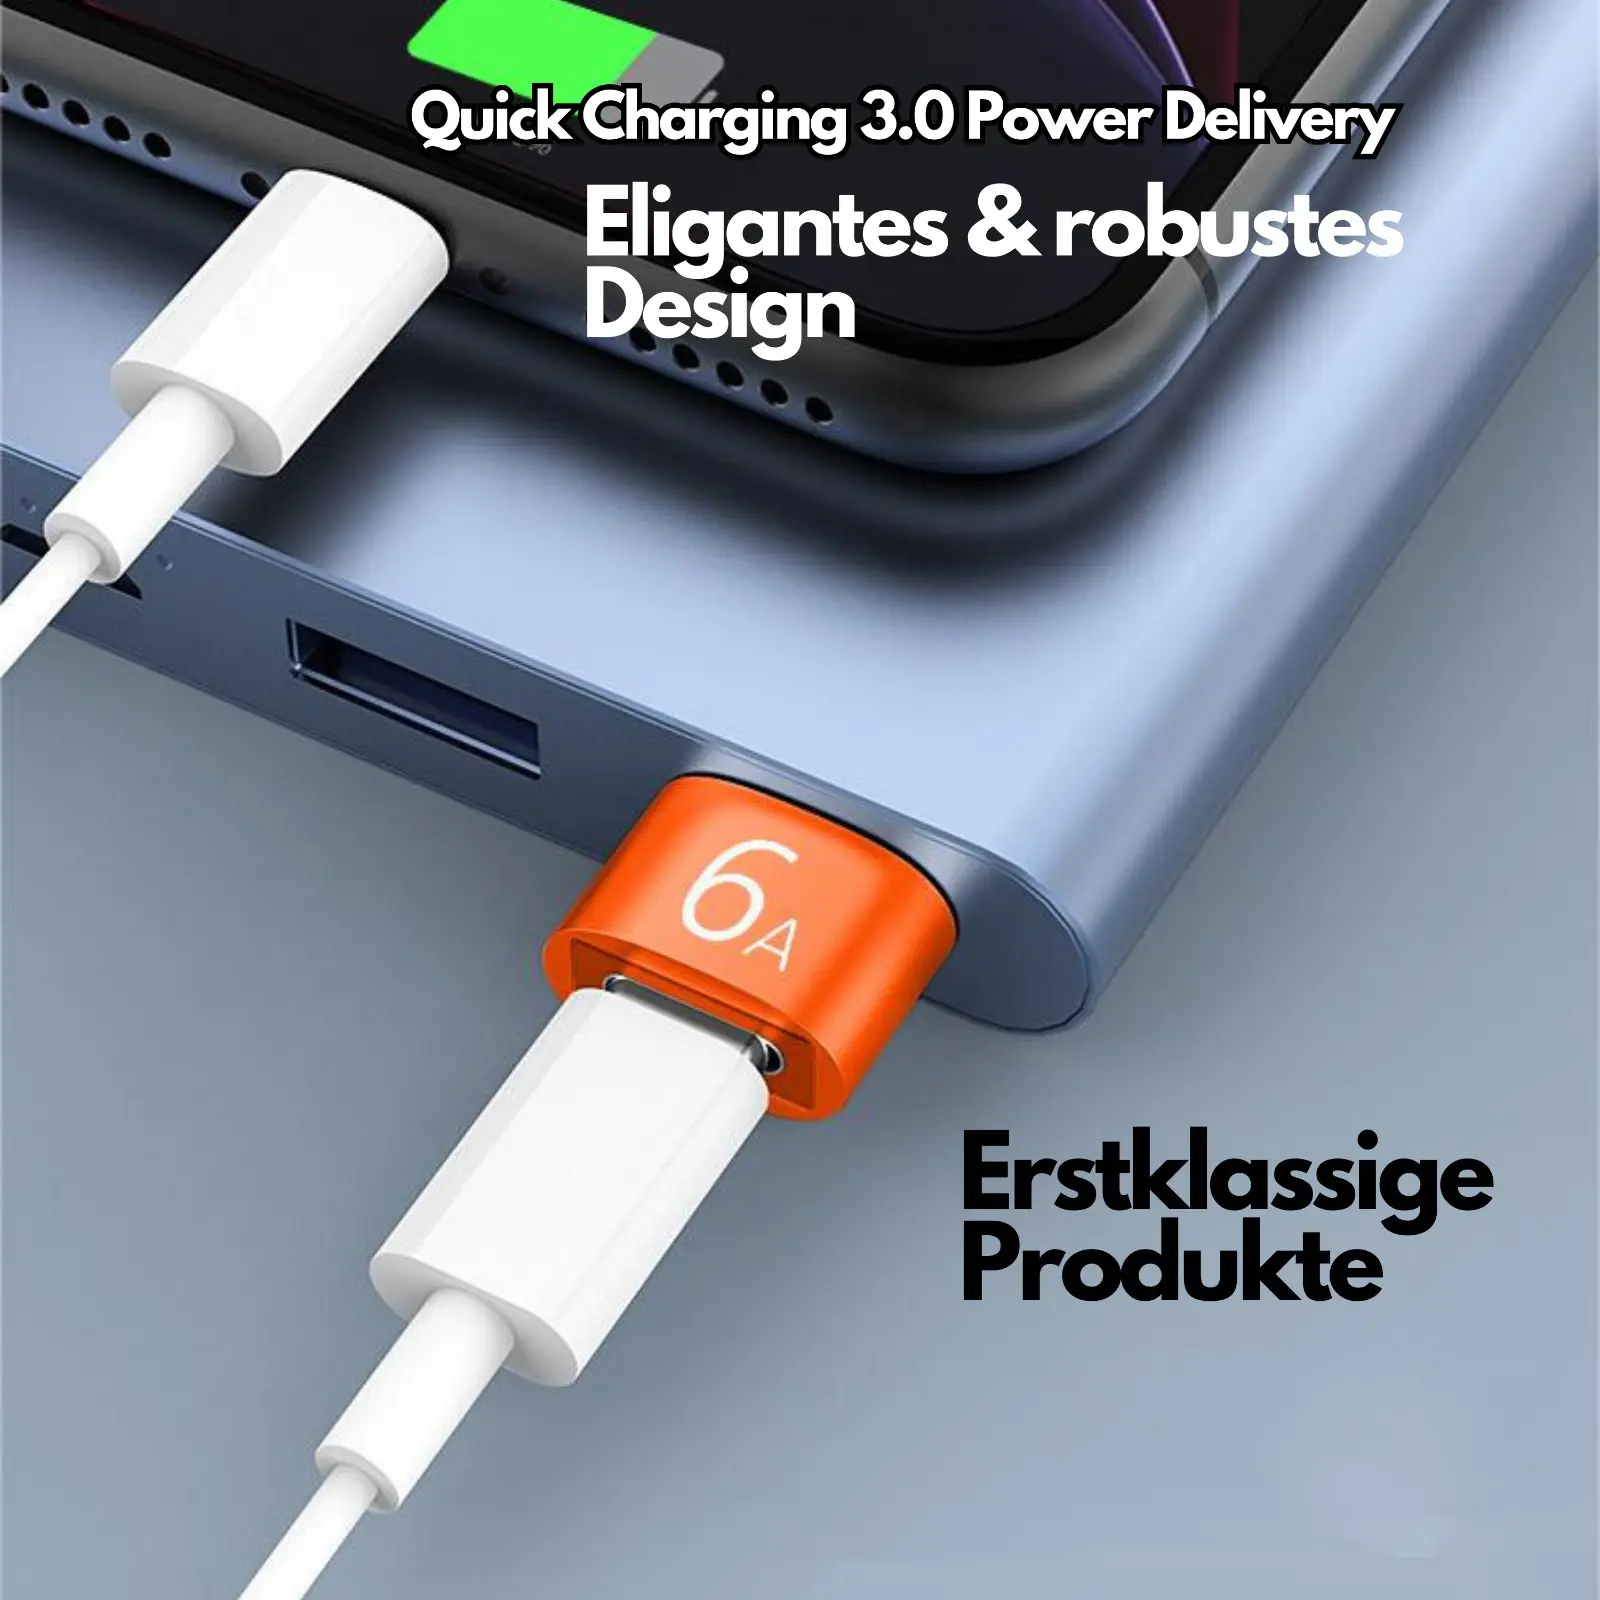 Quick Charging 3.0 Power Delivery
Eligantes & robustes
Design
6A
Erstklassige
Produkte